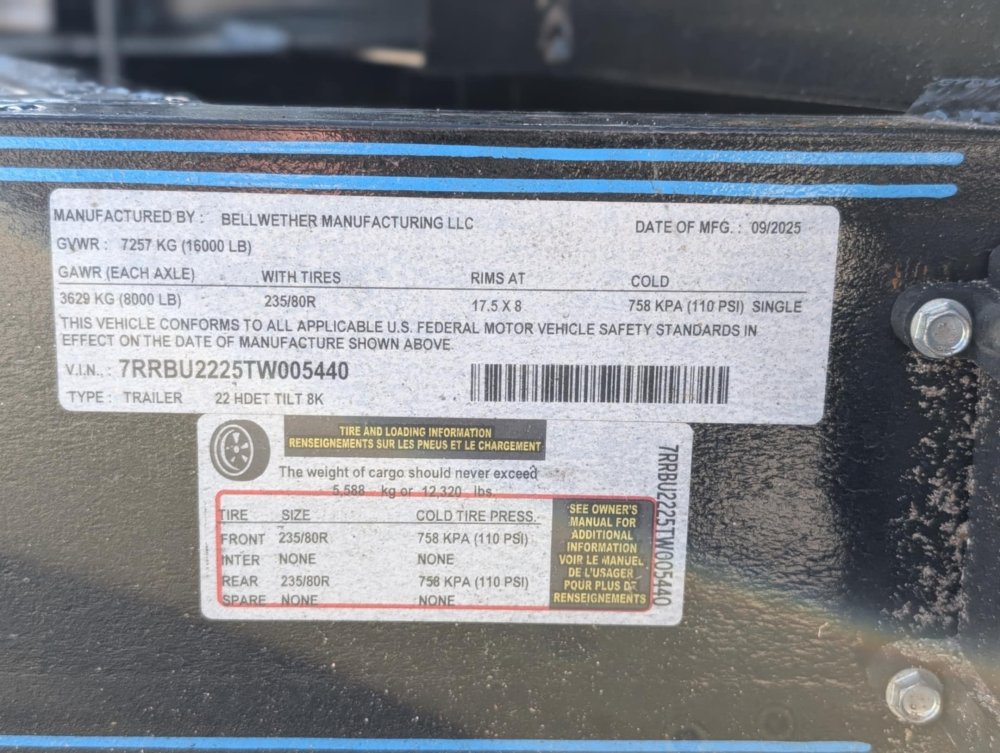 MANUFACTURED BY : BELLWETHER MANUFACTURING LLC DATE OF MFG. : 09/2025
GVWR : 7257 KG (16000 LB)
GAWR (EACH AXLE) WITH TIRES RIMS AT COLD
3629 KG (8000 LB) 235/80R 17.5 X 8 758 KPA (110 PSI) SINGLE
THIS VEHICLE CONFORMS TO ALL APPLICABLE U.S. FEDERAL MOTOR VEHICLE SAFETY STANDARDS IN
EFFECT ON THE DATE OF MANUFACTURE SHOWN ABOVE.
V.I.N., : 7RRBU2225TW005440
TYPE : TRAILER 22 HDET TILT 8K
TIRE AND LOADING INFORMATION
RENSEIGNEMENTS SUR LES PNEUS ET LE CHARGEMENT
The weight of cargo should never exceed
5,588 kg or 12,320 lbs.
TIRE SIZE COLD TIRE PRESS.
FRONT 235/80R 758 KPA (110 PSI)
INTER NONE NONE
REAR 235/80R 758 KPA (110 PSI)
SPARE NONE NONE
SEE OWNER'S
MANUAL FOR
ADDITIONAL
INFORMATION
VOIR LE MANUEL
DE L'USAGER
POUR PLUS DE
RENSEIGNEMENTS
7RRBU2225TW005440